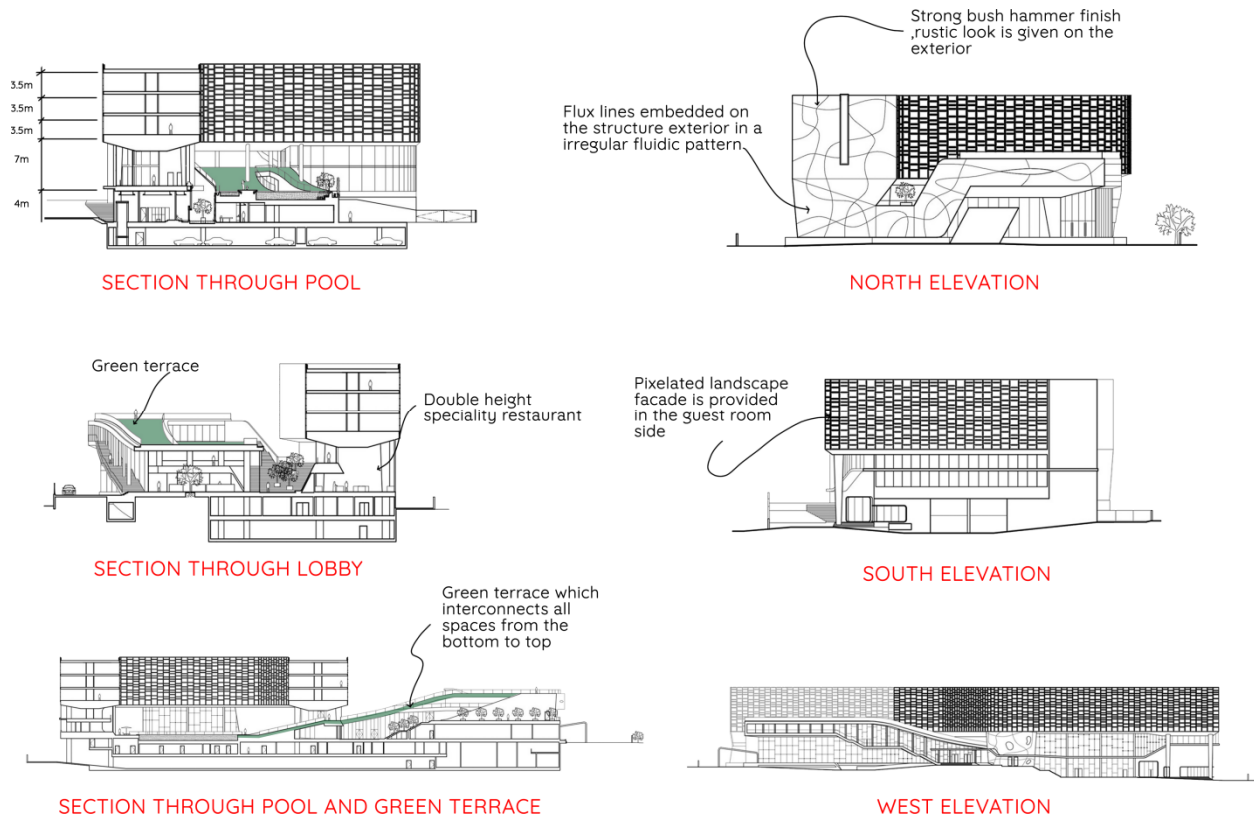 3.5m
3.5m
3.5m
7m
4m
SECTION THROUGH POOL
Strong bush hammer finish
,rustic look is given on the
exterior
Flux lines embedded on
the structure exterior in a
irregular fluidic pattern
NORTH ELEVATION
Green terrace
Double height
speciality restaurant
SECTION THROUGH LOBBY
Pixelated landscape
facade is provided
in the guest room
side
SOUTH ELEVATION
Green terrace which
interconnects all
spaces from the
bottom to top
SECTION THROUGH POOL AND GREEN TERRACE
WEST ELEVATION